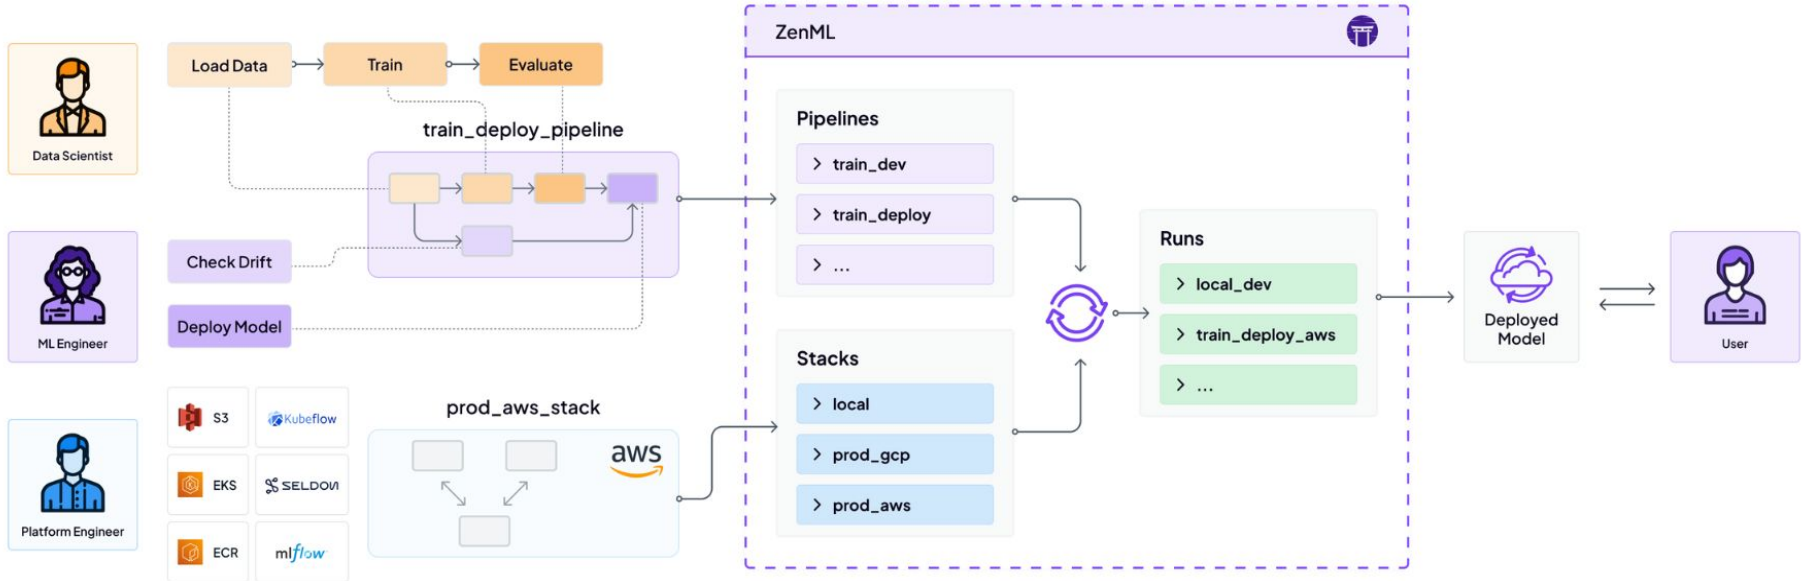 ZenML
Data Scientist
Load Data
Train
Evaluate
train_deploy_pipeline
ML Engineer
Check Drift
Deploy Model
Platform Engineer
S3
Kubeflow
EKS
SELDON
ECR
mlflow
prod_aws_stack
aws
Pipelines
> train_dev
> train_deploy
> ...
Stacks
> local
> prod_gcp
> prod_aws
Runs
> local_dev
> train_deploy_aws
> ...
Deployed
Model
User